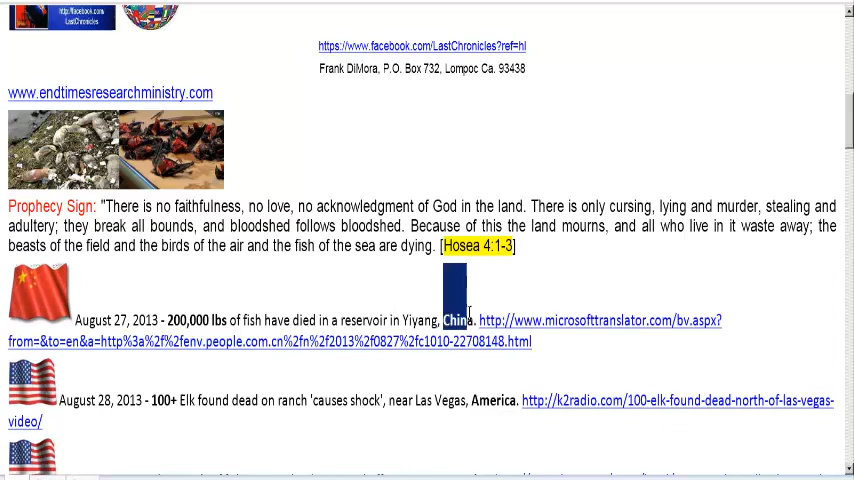 http://facebook.com/
LastChronicles
https://www.facebook.com/LastChronicles?ref=hl
Frank DiMora, P.O. Box 732, Lompoc Ca. 93438
www.endtimesresearchministry.com
Prophecy Sign: "There is no faithfulness, no love, no acknowledgment of God in the land. There is only cursing, lying and murder, stealing and
adultery; they break all bounds, and bloodshed follows bloodshed. Because of this the land mourns, and all who live in it waste away; the
beasts of the field and the birds of the air and the fish of the sea are dying. [Hosea 4:1-3]
August 27, 2013 - 200,000 lbs of fish have died in a reservoir in Yiyang, China. http://www.microsofttranslator.com/bv.aspx?
from=&to=en&a=http%3a%2f%2fenv.people.com.cn%2fn%2f2013%2f0827%2fc1010-22708148.html
August 28, 2013 - 100+ Elk found dead on ranch 'causes shock', near Las Vegas, America. http://k2radio.com/100-elk-found-dead-north-of-las-vegas-
video/